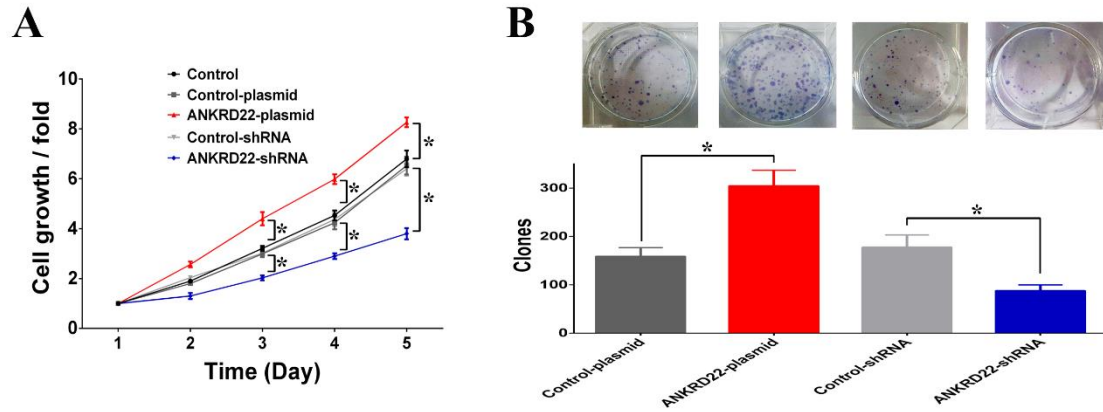 A
B
Cell growth / fold
10
8
6
4
2
0
1 2 3 4 5
Time (Day)
Control
Control-plasmid
ANKRD22-plasmid
Control-shRNA
ANKRD22-shRNA
*
*
*
*
*
*
Clones
300
200
100
0
*
*
Control-plasmid
ANKRD22-plasmid
Control-shRNA
ANKRD22-shRNA